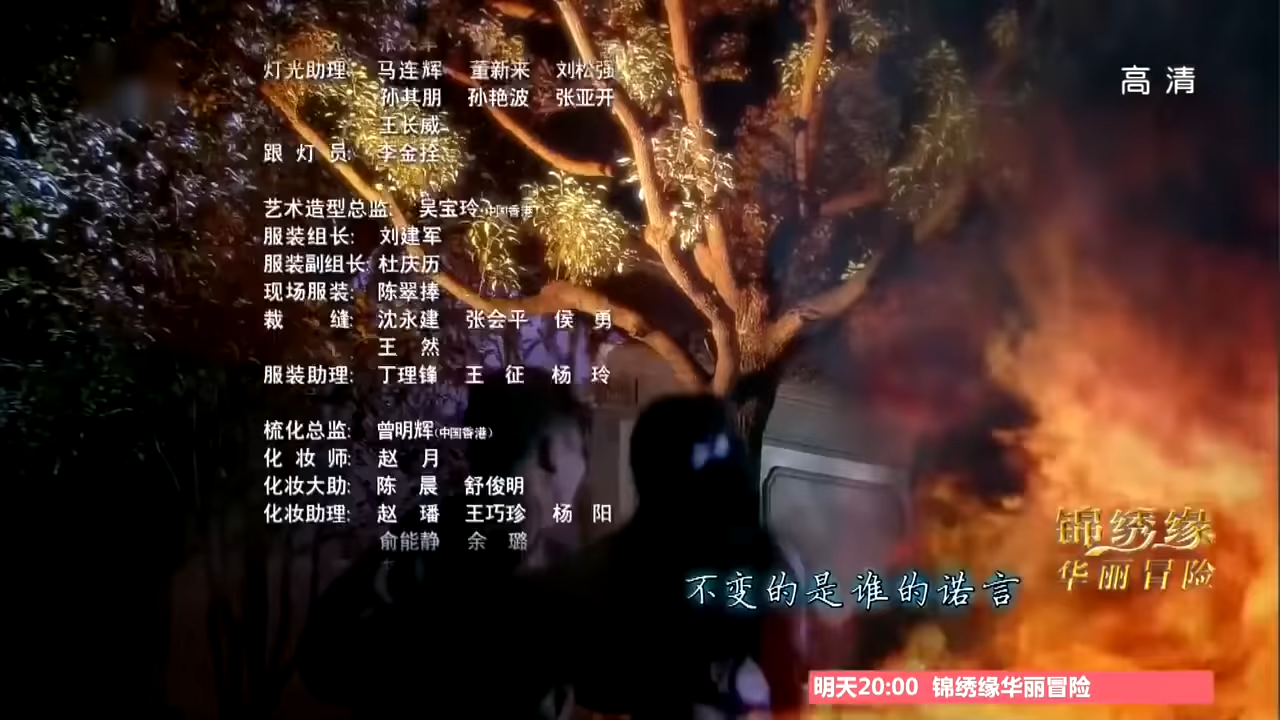 灯光助理: 马连辉 董新来 刘松强
孙其朋 孙艳波 张亚开
王长威
跟灯员: 李金拴
艺术造型总监: 吴宝玲(中国香港)
服装组长: 刘建军
服装副组长: 杜庆历
现场服装: 陈翠捧
裁缝: 沈永建 张会平 侯勇
王然
服装助理: 丁理锋 王征 杨玲
梳化总监: 曾明辉(中国香港)
化妆师: 赵月
化妆大助: 陈晨 舒俊明
化妆助理: 赵璠 王巧珍 杨阳
俞能静 余璐
高清
锦绣缘
华丽冒险
不变的是谁的诺言
明天20:00 锦绣缘华丽冒险